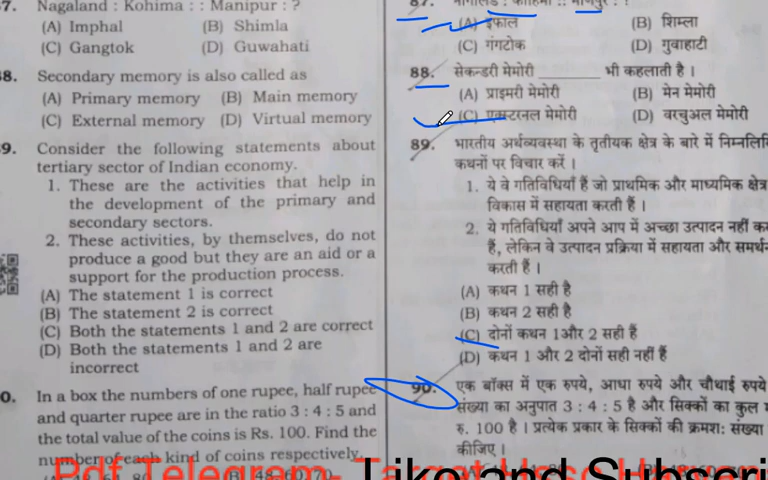 7. Nagaland : Kohima : : Manipur : ?
(A) Imphal (B) Shimla
(C) Gangtok (D) Guwahati
8. Secondary memory is also called as
(A) Primary memory (B) Main memory
(C) External memory (D) Virtual memory
9. Consider the following statements about
tertiary sector of Indian economy.
1. These are the activities that help in
the development of the primary and
secondary sectors.
2. These activities, by themselves, do not
produce a good but they are an aid or a
support for the production process.
(A) The statement 1 is correct
(B) The statement 2 is correct
(C) Both the statements 1 and 2 are correct
(D) Both the statements 1 and 2 are
incorrect
0. In a box the numbers of one rupee, half rupee
and quarter rupee are in the ratio 3 : 4 : 5 and
the total value of the coins is Rs. 100. Find the
number of each kind of coins respectively.
87.
(A) इंफाल (B) शिम्ला
(C) गंगटोक (D) गुवाहाटी
88. सेकन्डरी मेमोरी ________ भी कहलाती है ।
(A) प्राइमरी मेमोरी (B) मेन मेमोरी
(C) एक्स्टरनल मेमोरी (D) वरचुअल मेमोरी
89. भारतीय अर्थव्यवस्था के तृतीयक क्षेत्र के बारे में
कथनों पर विचार करें ।
1. ये वे गतिविधियाँ हैं जो प्राथमिक और माध्यमिक क्षेत्र
विकास में सहायता करती हैं ।
2. ये गतिविधियाँ अपने आप में अच्छा उत्पादन नहीं
हैं, लेकिन वे उत्पादन प्रक्रिया में सहायता और
करती हैं ।
(A) कथन 1 सही है
(B) कथन 2 सही है
(C) दोनों कथन 1और 2 सही हैं
(D) कथन 1 और 2 दोनों सही नहीं हैं
90. एक बॉक्स में एक रुपये, आधा रुपये और चौथाई रुपये
संख्या का अनुपात 3 : 4 : 5 है और सिक्कों का कुल
रु. 100 है । प्रत्येक प्रकार के सिक्कों की क्रमशः संख्या
कीजिए ।
Pdf Telegram- Like and Subscri